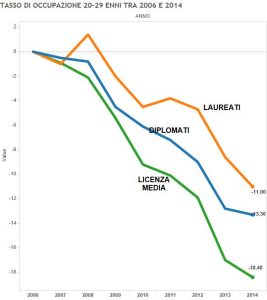 TASSO DI OCCUPAZIONE 20-29 ENNI TRA 2006 E 2014
ANNO
2
0
-2
-4
-6
-8
-10
-12
-14
-16
-18
Value
LAUREATI
DIPLOMATI
LICENZA
MEDIA
-11,00
-13,30
-18,40
2006 2007 2008 2009 2010 2011 2012 2013 2014